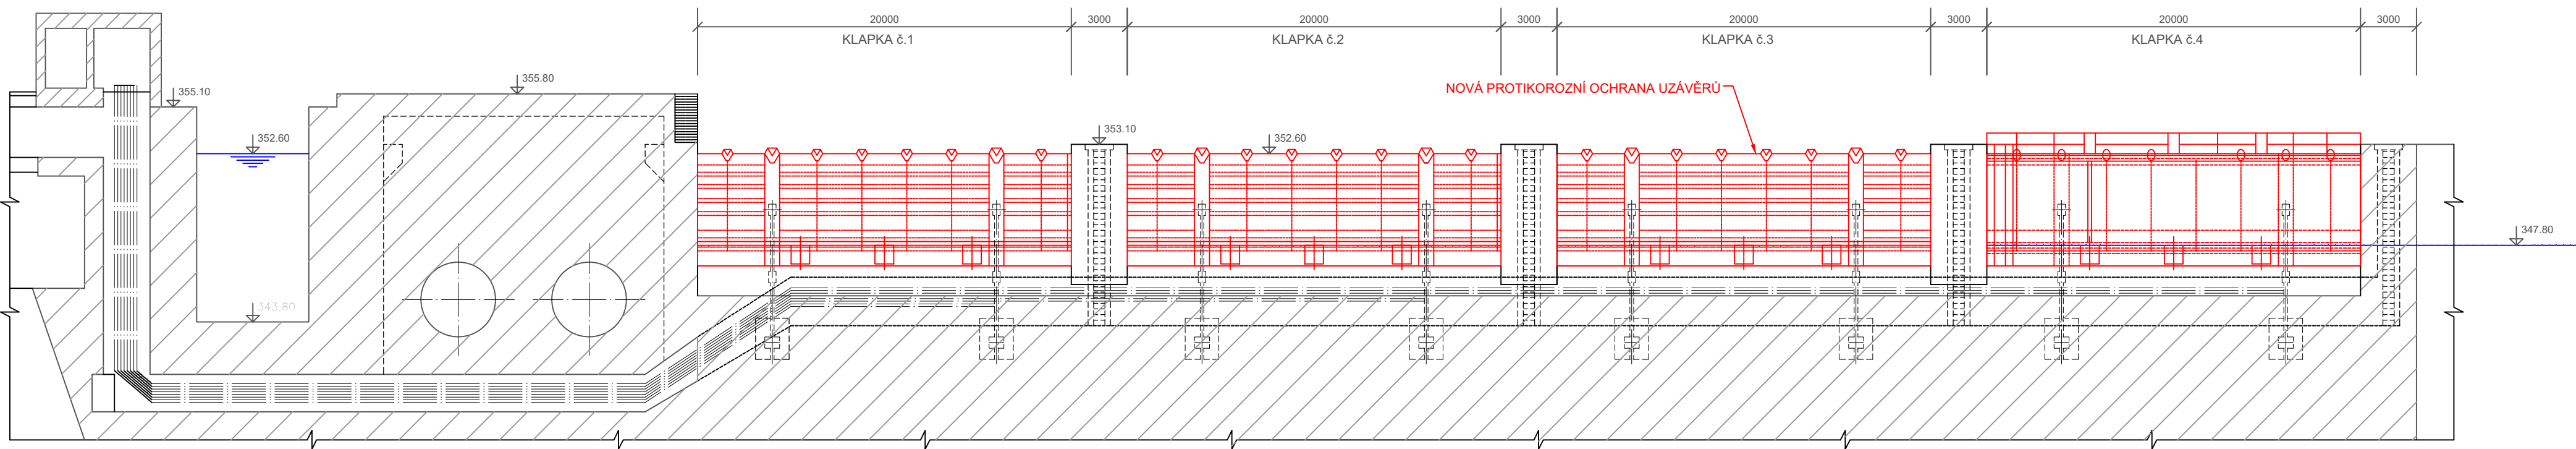 20000 3000 20000 3000 20000 3000 20000 3000
KLAPKA č.1 KLAPKA č.2 KLAPKA č.3 KLAPKA č.4
355.80
NOVÁ PROTIKOROZNÍ OCHRANA UZÁVĚRŮ
355.10
353.10
352.60 352.60
347.80
343.80